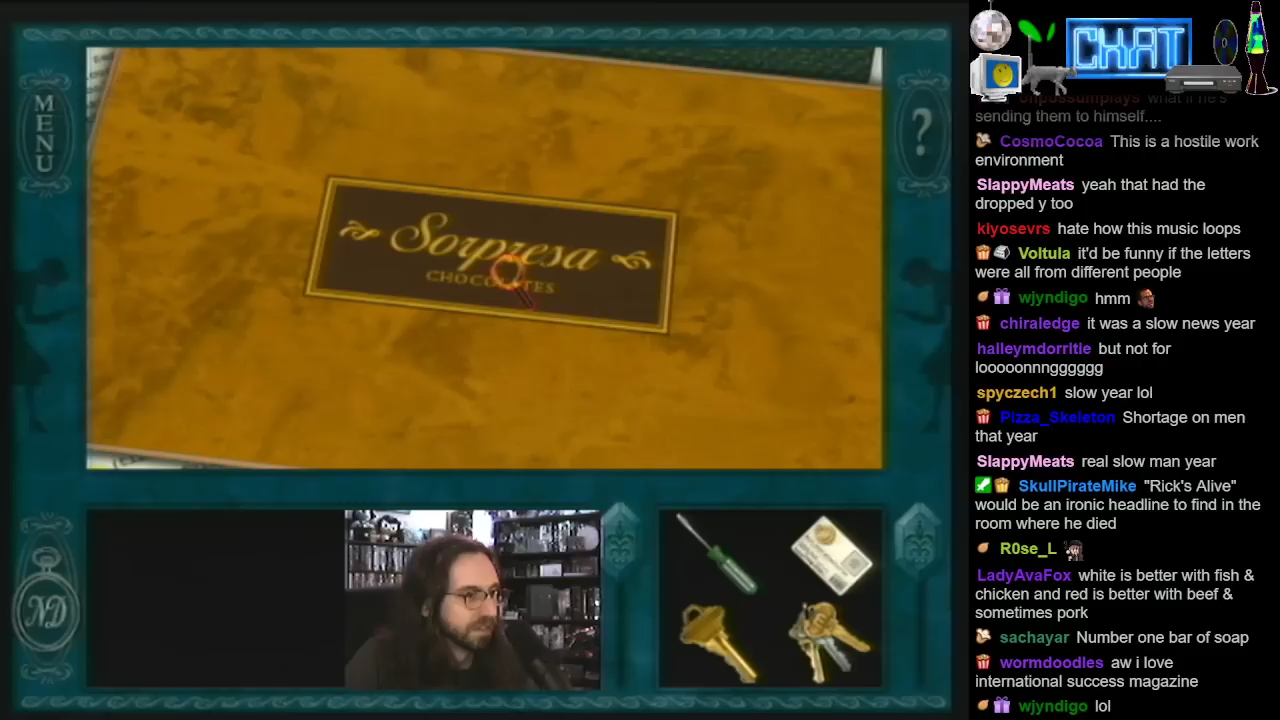 MENU
?
Sorpresa
CHOCOLATES
ND
CHAT
what if he's
sending them to himself....
CosmoCocoa This is a hostile work
environment
SlappyMeats yeah that had the
dropped y too
klyosevrs hate how this music loops
Voltula it'd be funny if the letters
were all from different people
wjyndigo hmm
chiraledge it was a slow news year
halleymdorritie but not for
looooonnngggggg
spyczech1 slow year lol
Pizza_Skeleton Shortage on men
that year
SlappyMeats real slow man year
SkullPirateMike "Rick's Alive"
would be an ironic headline to find in the
room where he died
R0se_L
LadyAvaFox white is better with fish &
chicken and red is better with beef &
sometimes pork
sachayar Number one bar of soap
wormdoodles aw i love
international success magazine
wjyndigo lol